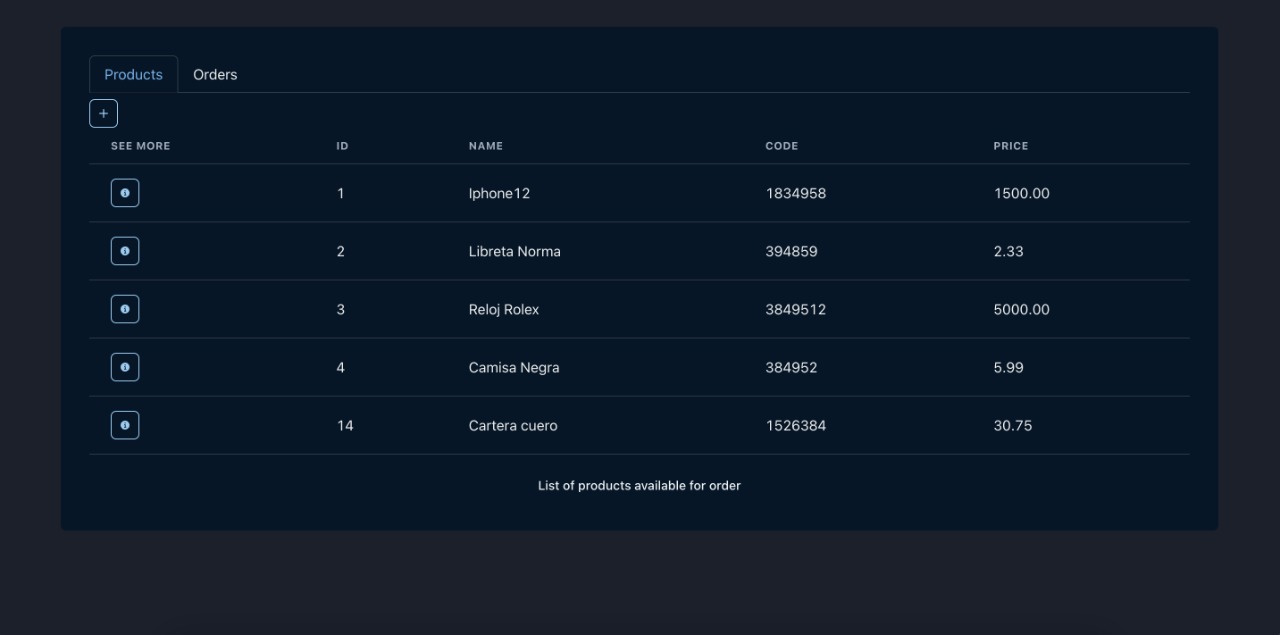 Products Orders
+
SEE MORE ID NAME CODE PRICE
1 Iphone12 1834958 1500.00
2 Libreta Norma 394859 2.33
3 Reloj Rolex 3849512 5000.00
4 Camisa Negra 384952 5.99
14 Cartera cuero 1526384 30.75
List of products available for order